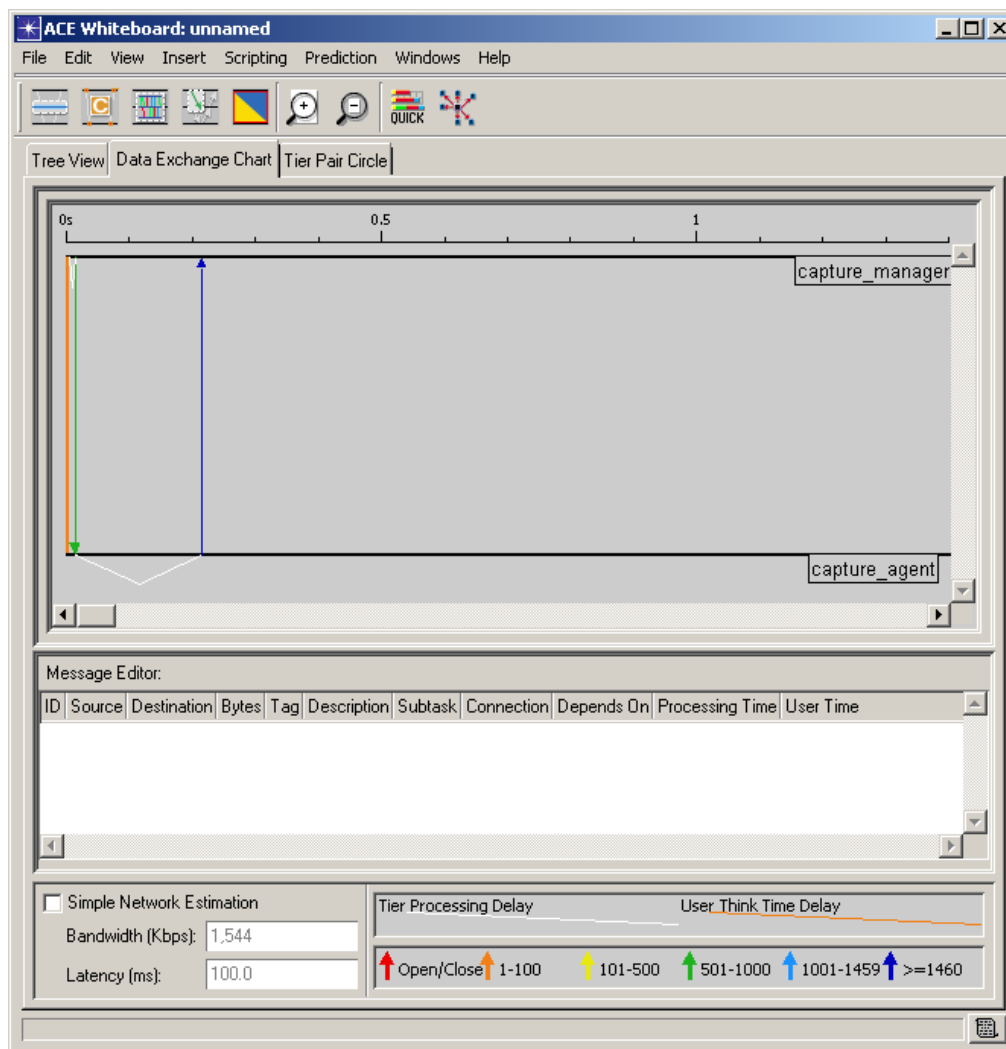 ACE Whiteboard: unnamed
File Edit View Insert Scripting Prediction Windows Help
C QUICK
Tree View Data Exchange Chart Tier Pair Circle
0s 0.5 1
capture_manager
capture_agent
Message Editor:
ID Source Destination Bytes Tag Description Subtask Connection Depends On Processing Time User Time
Simple Network Estimation
Bandwidth (Kbps): 1,544
Latency (ms): 100.0
Tier Processing Delay User Think Time Delay
Open/Close 1-100 101-500 501-1000 1001-1459 >=1460